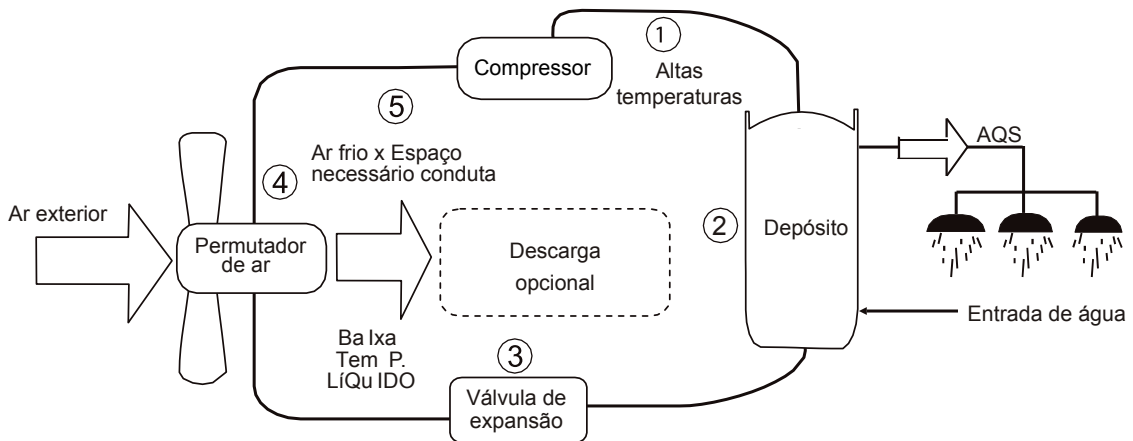 1
Compressor
Altas
temperaturas
5
AQS
Ar frio x Espaço
necessário conduta
4
Ar exterior
2
Depósito
Permutador
de ar
Descarga
opcional
Entrada de água
Ba Ixa
Tem P.
LíQu IDO
3
Válvula de
expansão